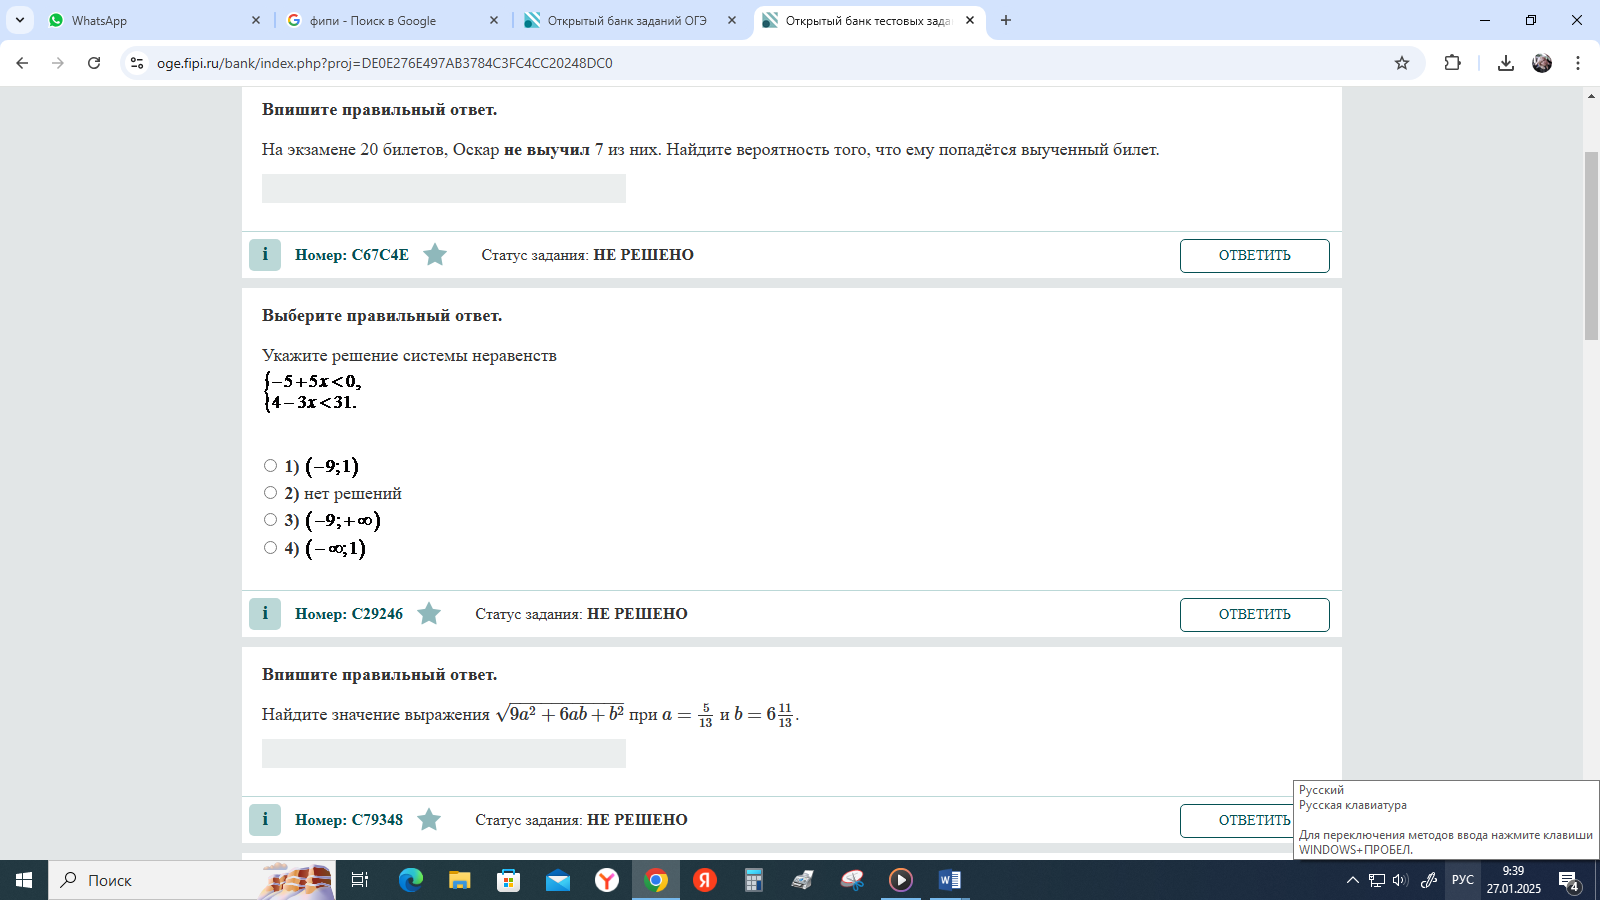 WhatsApp
фипи - Поиск в Google
Открытый банк заданий ОГЭ
Открытый банк тестовых зада
oge.fipi.ru/bank/index.php?proj=DE0E276E497AB3784C3FC4CC20248DC0
Впишите правильный ответ.
На экзамене 20 билетов, Оскар не выучил 7 из них. Найдите вероятность того, что ему попадётся выученный билет.
i Номер: C67C4E Статус задания: НЕ РЕШЕНО ОТВЕТИТЬ
Выберите правильный ответ.
Укажите решение системы неравенств
{−5+5x<0,
4−3x<31.
1) (−9;1)
2) нет решений
3) (−9;+∞)
4) (−∞;1)
i Номер: C29246 Статус задания: НЕ РЕШЕНО ОТВЕТИТЬ
Впишите правильный ответ.
Найдите значение выражения √(9a² + 6ab + b²) при a = 5/13 и b = 6 11/13.
i Номер: C79348 Статус задания: НЕ РЕШЕНО ОТВЕТИТЬ
Русский
Русская клавиатура
Для переключения методов ввода нажмите клавиши
WINDOWS+ПРОБЕЛ.
Поиск
РУС
9:39
27.01.2025
4